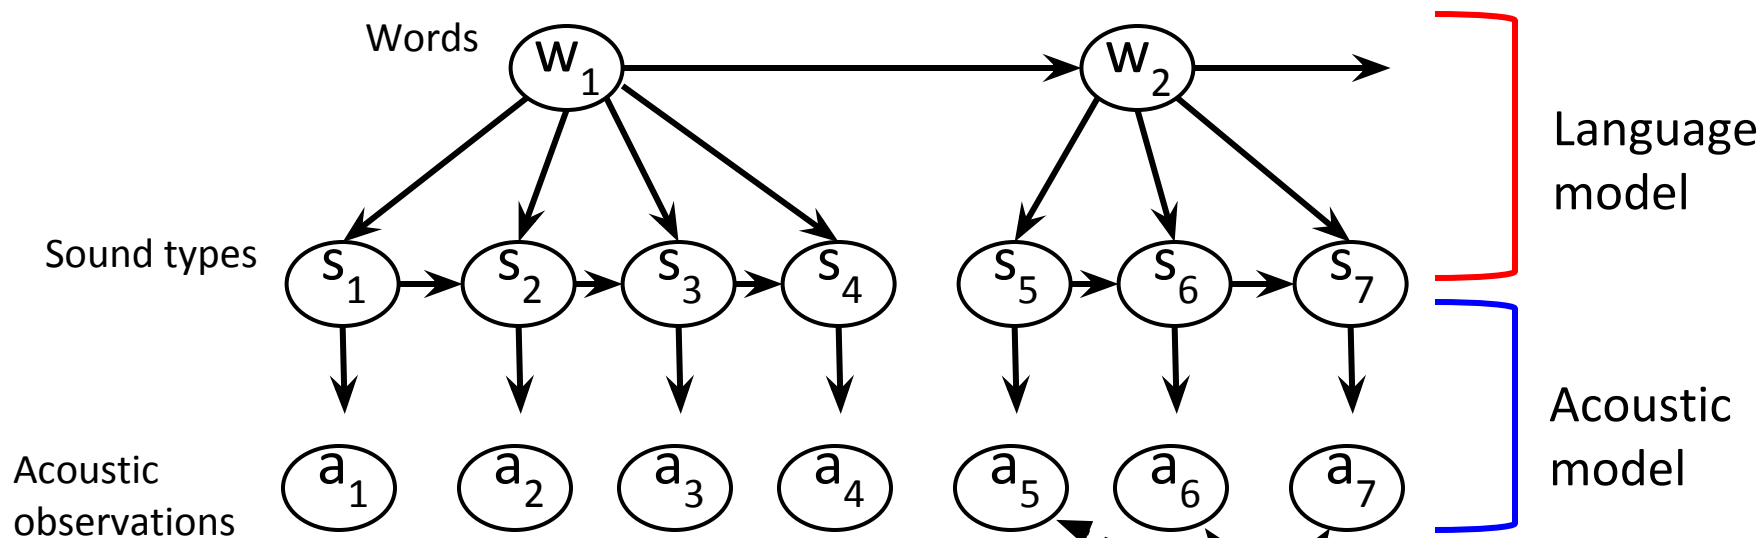 Words
w1
w2
Language
model
Sound types
s1
s2
s3
s4
s5
s6
s7
Acoustic
model
Acoustic
observations
a1
a2
a3
a4
a5
a6
a7